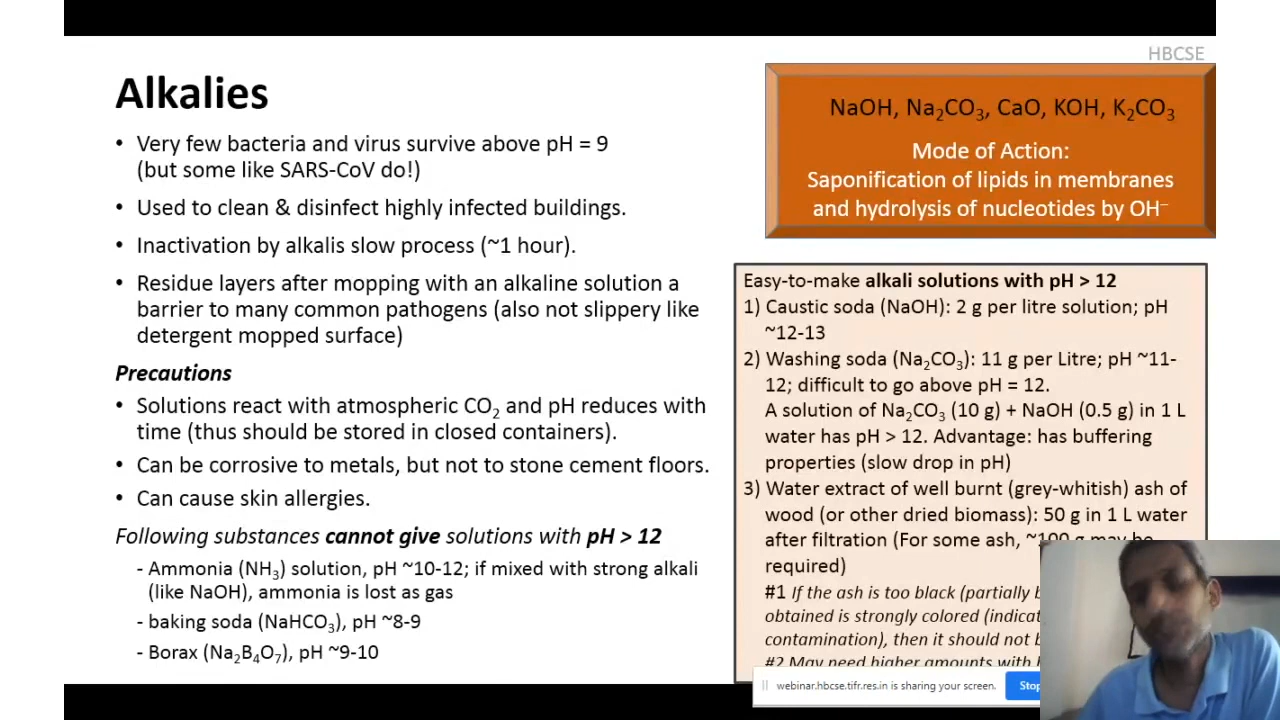 HBCSE
Alkalies
• Very few bacteria and virus survive above pH = 9
(but some like SARS-CoV do!)
• Used to clean & disinfect highly infected buildings.
• Inactivation by alkalis slow process (~1 hour).
• Residue layers after mopping with an alkaline solution a
barrier to many common pathogens (also not slippery like
detergent mopped surface)
Precautions
• Solutions react with atmospheric CO₂ and pH reduces with
time (thus should be stored in closed containers).
• Can be corrosive to metals, but not to stone cement floors.
• Can cause skin allergies.
Following substances cannot give solutions with pH > 12
- Ammonia (NH₃) solution, pH ~10-12; if mixed with strong alkali
(like NaOH), ammonia is lost as gas
- baking soda (NaHCO₃), pH ~8-9
- Borax (Na₂B₄O₇), pH ~9-10
NaOH, Na₂CO₃, CaO, KOH, K₂CO₃
Mode of Action:
Saponification of lipids in membranes
and hydrolysis of nucleotides by OH⁻
Easy-to-make alkali solutions with pH > 12
1) Caustic soda (NaOH): 2 g per litre solution; pH
~12-13
2) Washing soda (Na₂CO₃): 11 g per Litre; pH ~11-
12; difficult to go above pH = 12.
A solution of Na₂CO₃ (10 g) + NaOH (0.5 g) in 1 L
water has pH > 12. Advantage: has buffering
properties (slow drop in pH)
3) Water extract of well burnt (grey-whitish) ash of
wood (or other dried biomass): 50 g in 1 L water
after filtration (For some ash, ~100 g may be
required)
#1 If the ash is too black (partially
obtained is strongly colored
contamination), then it should not
#2 May need higher amounts with
webinar.hbcse.tifr.res.in is sharing your screen.